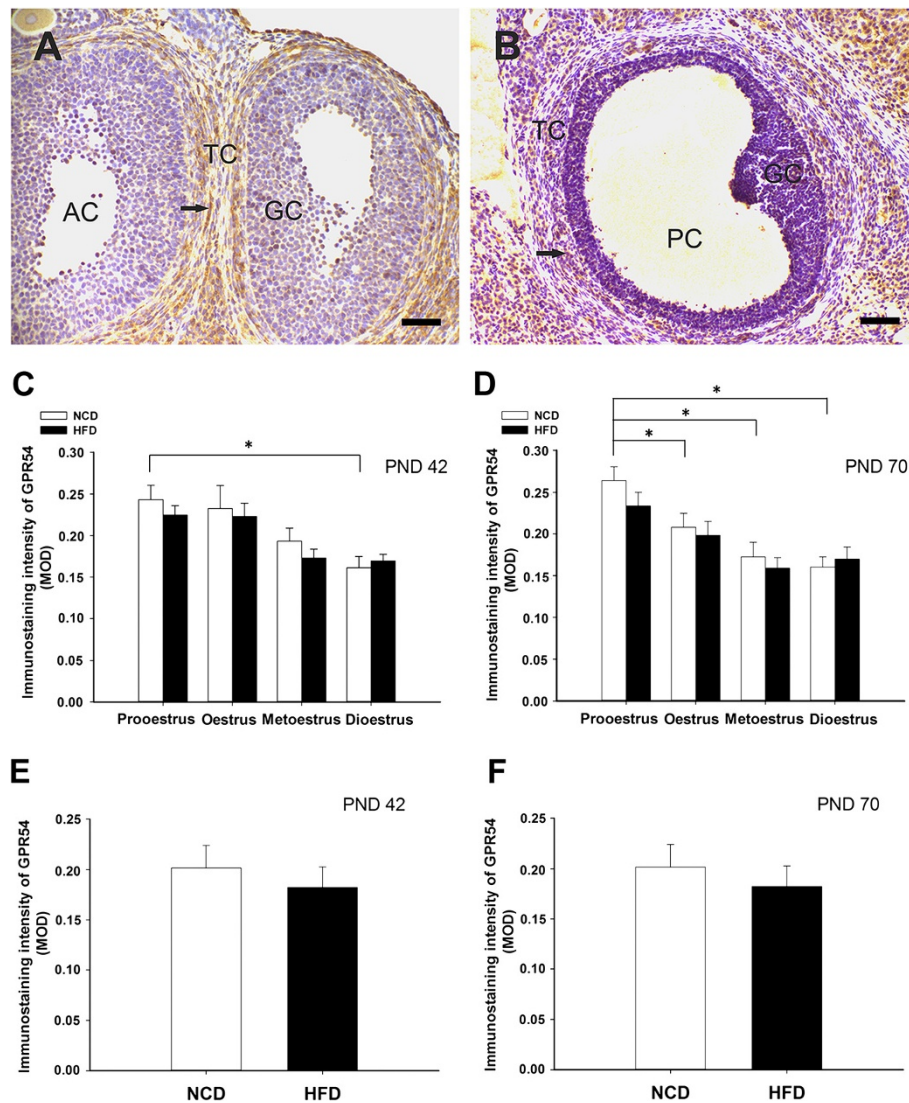 A
B
TC
AC
GC
TC
GC
PC
C
D
NCD
HFD
NCD
HFD
*
*
*
*
PND 42
PND 70
Immunostaining intensity of GPR54
(MOD)
0.30
0.25
0.20
0.15
0.10
0.05
0.00
Prooestrus Oestrus Metoestrus Dioestrus
Immunostaining intensity of GPR54
(MOD)
0.30
0.25
0.20
0.15
0.10
0.05
0.00
Prooestrus Oestrus Metoestrus Dioestrus
E
F
PND 42
PND 70
Immunostaining intensity of GPR54
(MOD)
0.25
0.20
0.15
0.10
0.05
0.00
NCD HFD
Immunostaining intensity of GPR54
(MOD)
0.25
0.20
0.15
0.10
0.05
0.00
NCD HFD